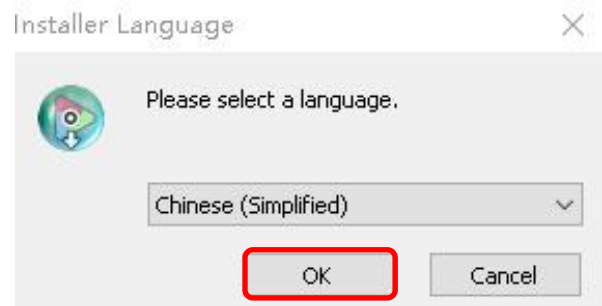 Installer Language
Please select a language.
Chinese (Simplified)
OK
Cancel